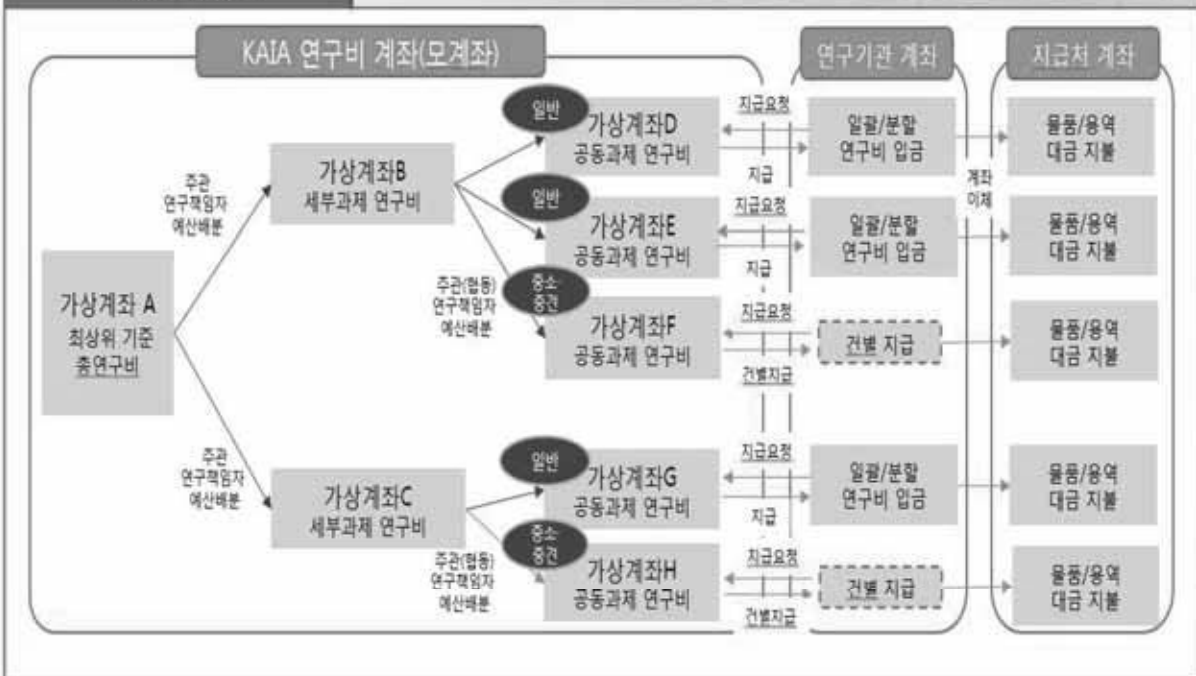 KAIA 연구비 계좌(모계좌)
연구기관 계좌
지급처 계좌
가상계좌 A
최상위 기준
총연구비
주관
연구책임자
예산배분
주관
연구책임자
예산배분
가상계좌B
세부과제 연구비
가상계좌C
세부과제 연구비
주관(협동)
연구책임자
예산배분
주관(협동)
연구책임자
예산배분
일반
가상계좌D
공동과제 연구비
일반
가상계좌E
공동과제 연구비
중소
중견
가상계좌F
공동과제 연구비
일반
가상계좌G
공동과제 연구비
중소
중견
가상계좌H
공동과제 연구비
지급요청
지급
지급요청
지급
지급요청
건별지급
지급요청
지급
지급요청
건별지급
일괄/분할
연구비 입금
일괄/분할
연구비 입금
건별 지급
일괄/분할
연구비 입금
건별 지급
계좌
이체
물품/용역
대금 지불
물품/용역
대금 지불
물품/용역
대금 지불
물품/용역
대금 지불
물품/용역
대금 지불